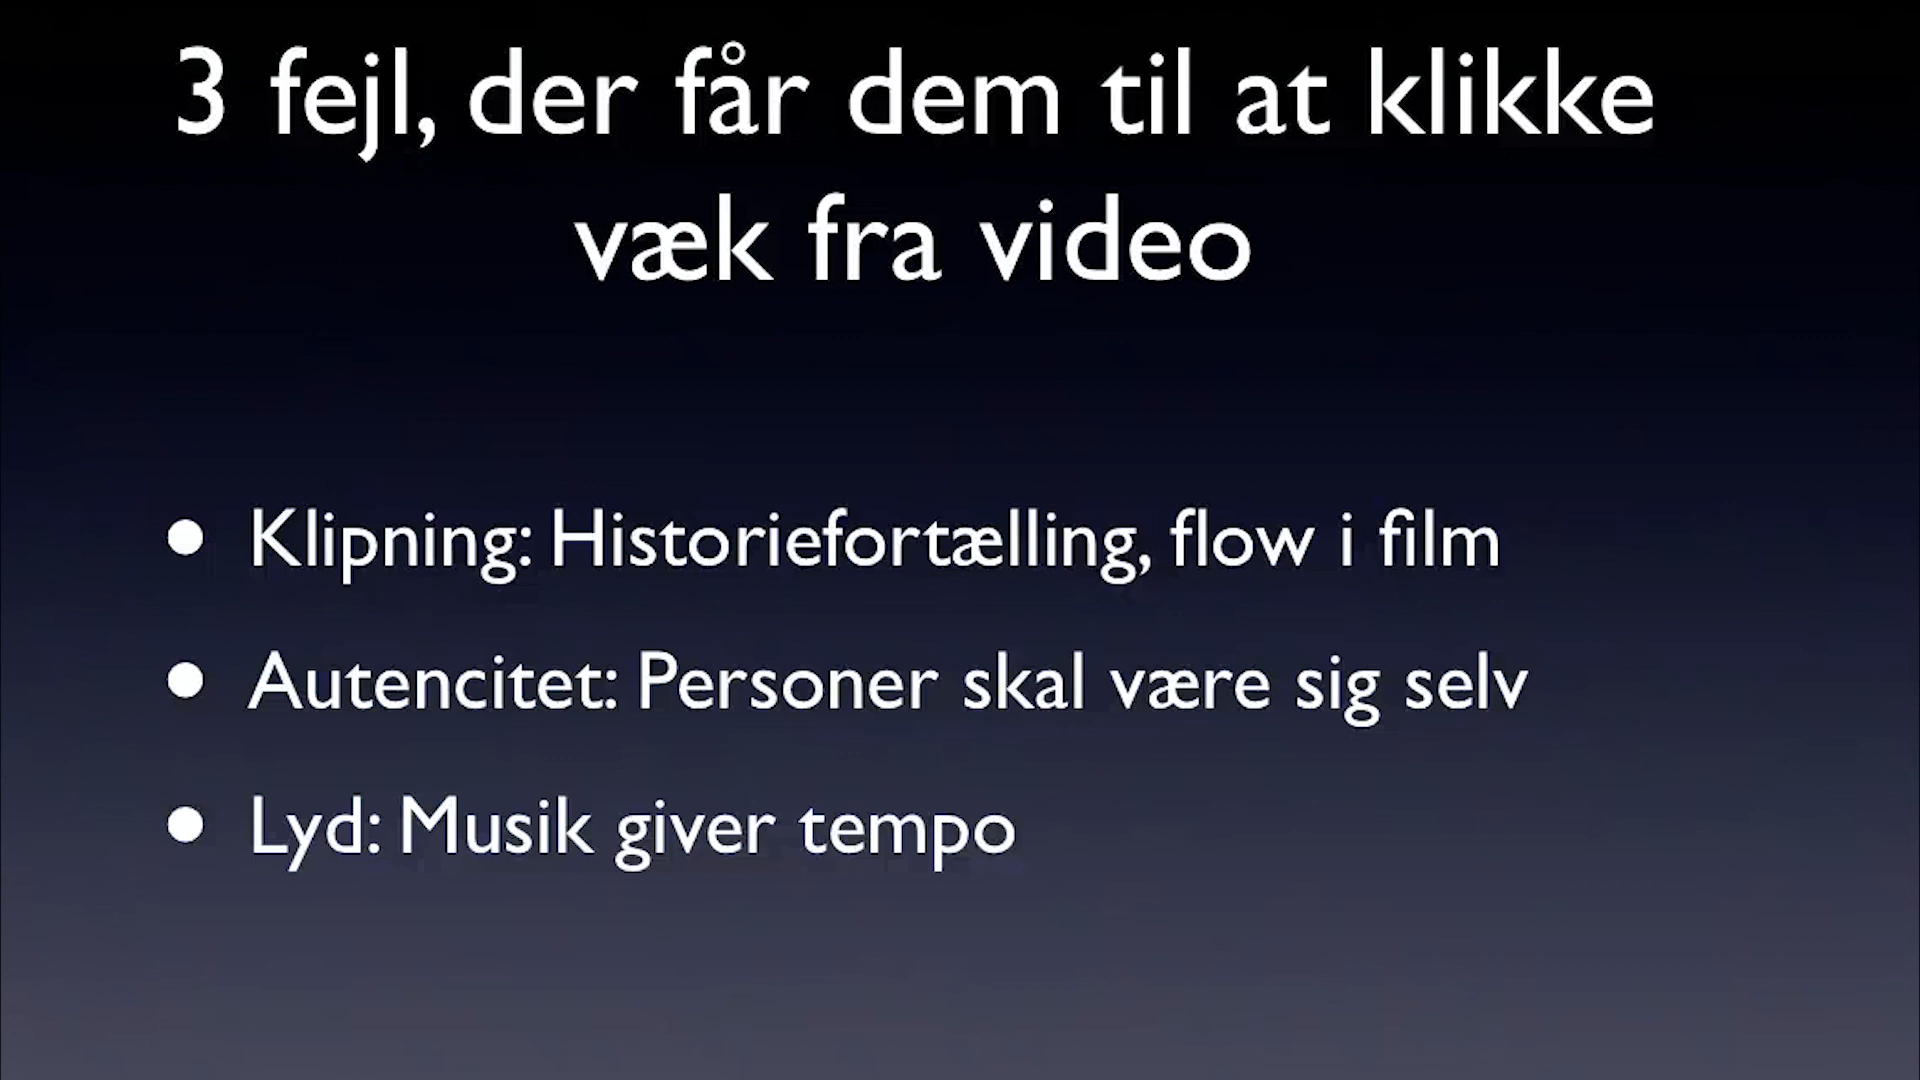 3 fejl, der får dem til at klikke
væk fra video
• Klipning: Historiefortælling, flow i film
• Autencitet: Personer skal være sig selv
• Lyd: Musik giver tempo